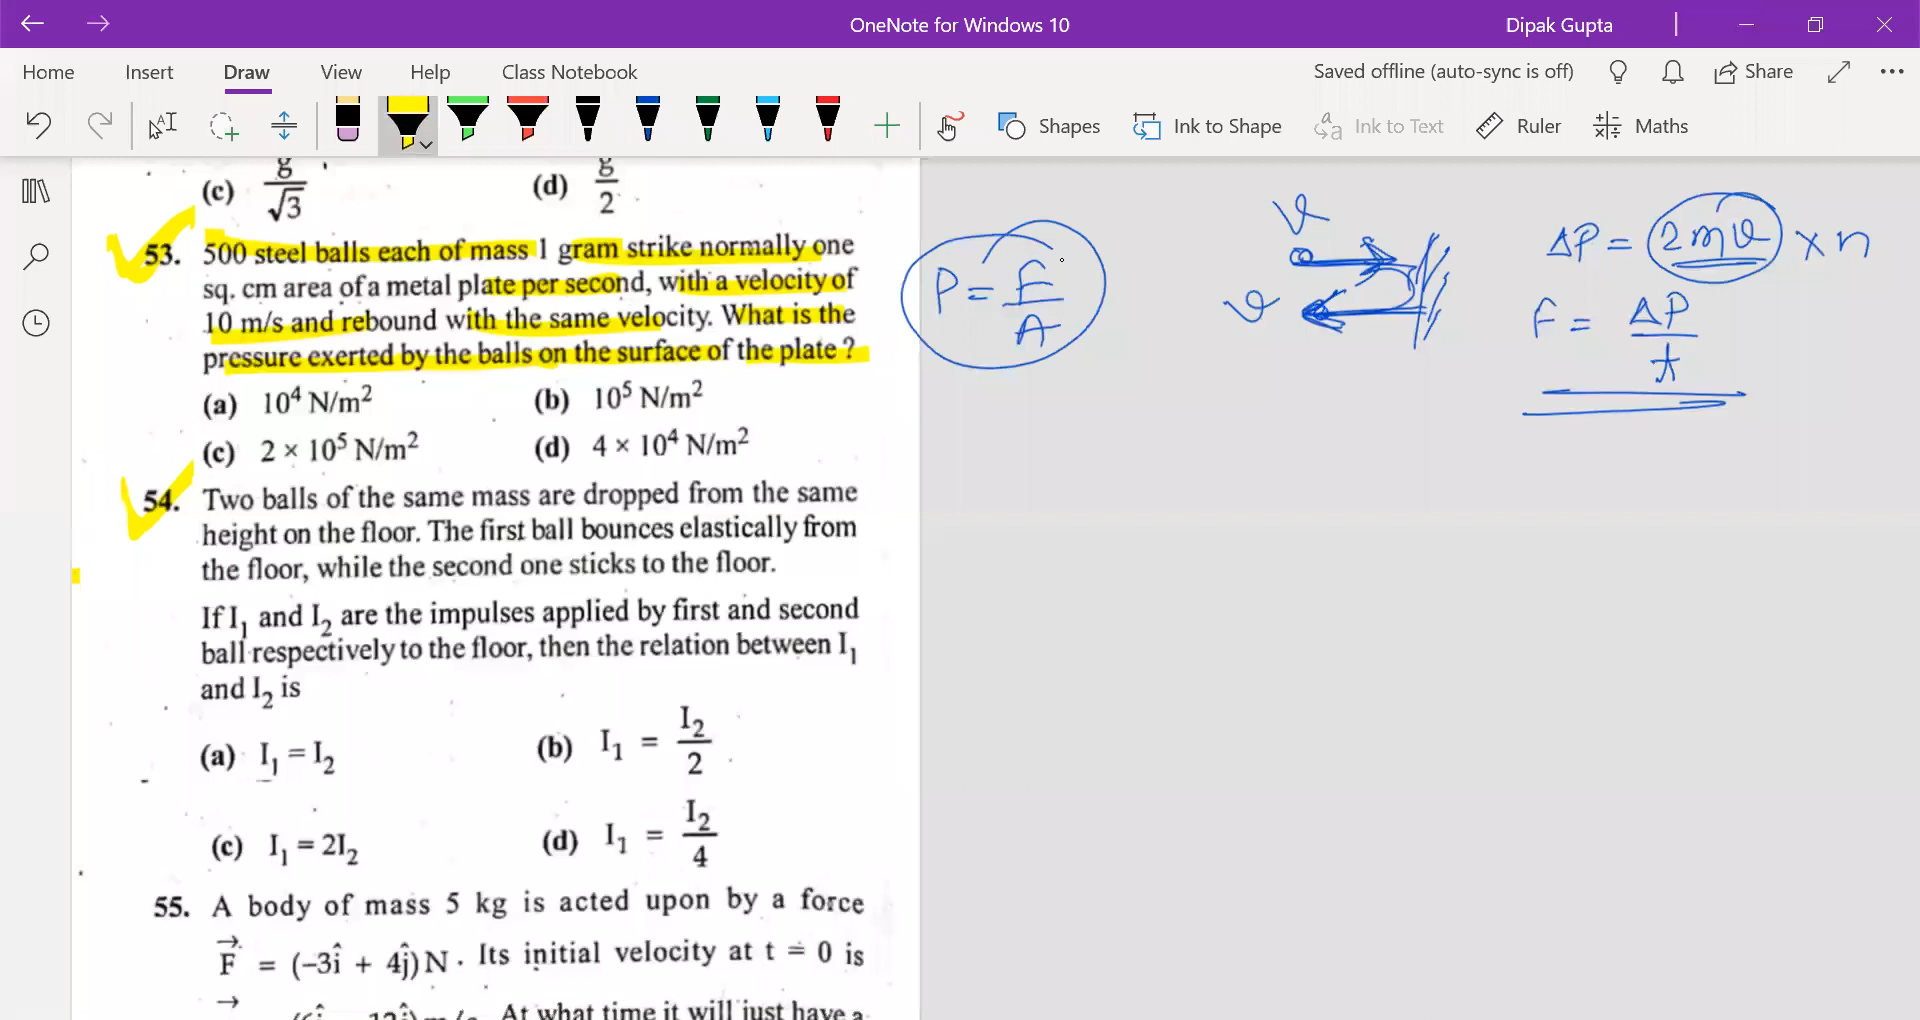 OneNote for Windows 10
Dipak Gupta
Home Insert Draw View Help Class Notebook
Saved offline (auto-sync is off) Share
Shapes Ink to Shape Ink to Text Ruler Maths
(c) g/√3 (d) g/2
53. 500 steel balls each of mass 1 gram strike normally one
sq. cm area of a metal plate per second, with a velocity of
10 m/s and rebound with the same velocity. What is the
pressure exerted by the balls on the surface of the plate ?
(a) 10⁴ N/m² (b) 10⁵ N/m²
(c) 2 × 10⁵ N/m² (d) 4 × 10⁴ N/m²
54. Two balls of the same mass are dropped from the same
height on the floor. The first ball bounces elastically from
the floor, while the second one sticks to the floor.
If I₁ and I₂ are the impulses applied by first and second
ball respectively to the floor, then the relation between I₁
and I₂ is
(a) I₁ = I₂ (b) I₁ = I₂/2
(c) I₁ = 2I₂ (d) I₁ = I₂/4
55. A body of mass 5 kg is acted upon by a force
F⃗ = (−3î + 4ĵ) N. Its initial velocity at t = 0 is
At what time it will just have a
P = F/A
v
v
ΔP = 2mv × n
F = ΔP/t